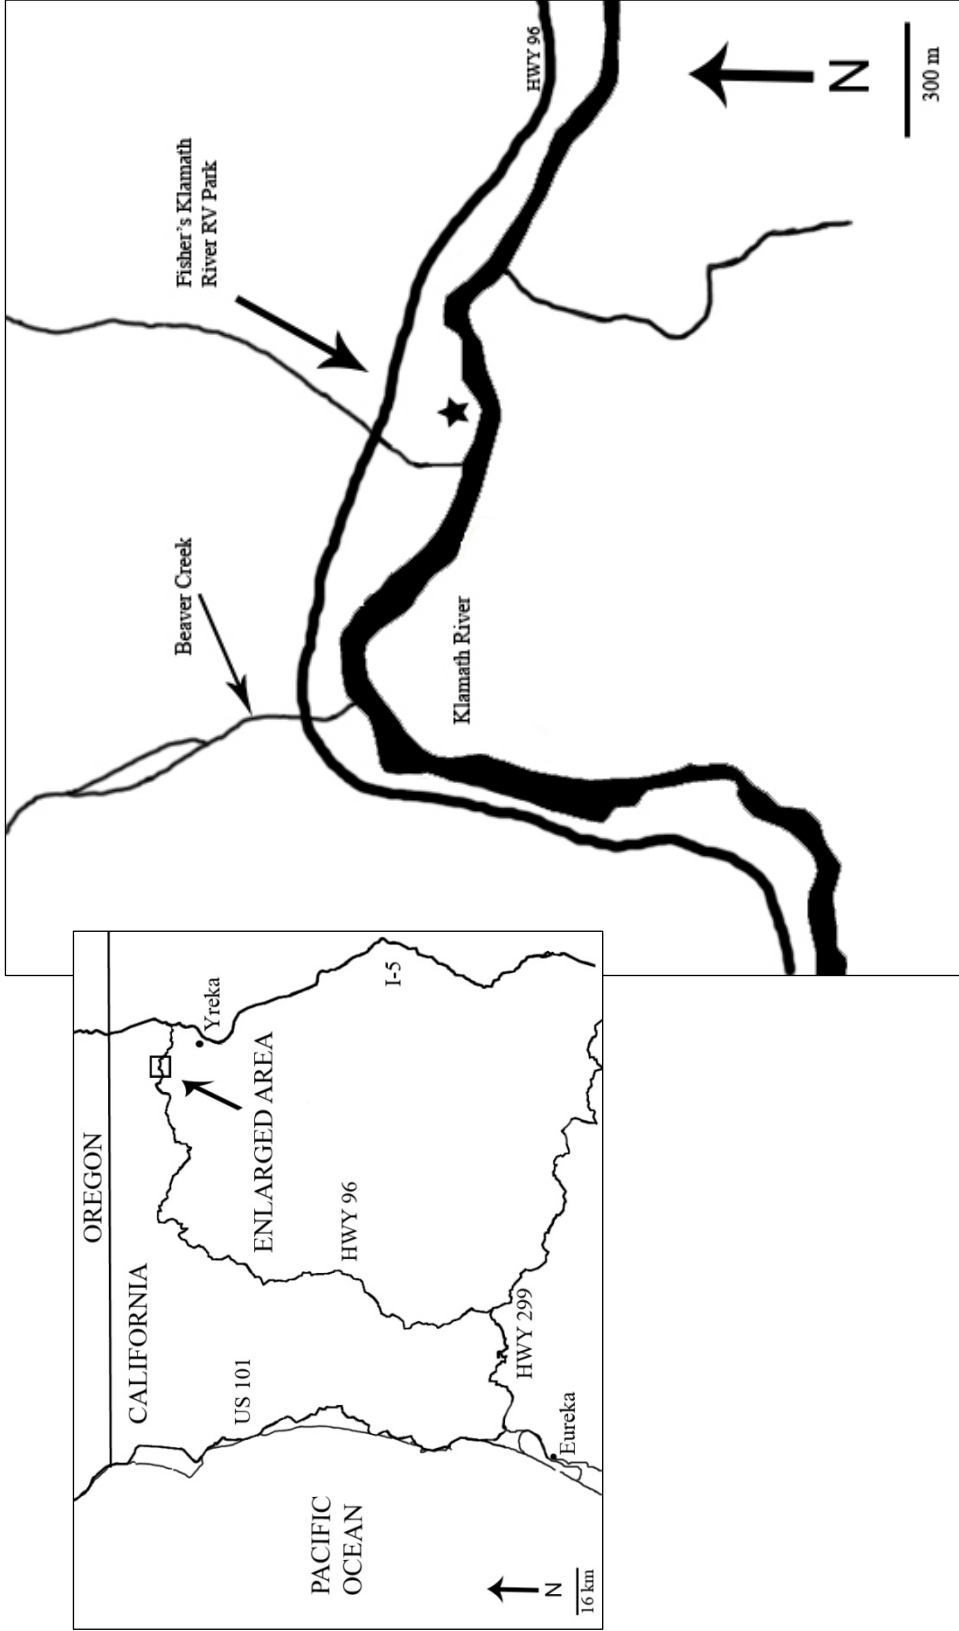 HWY 96
N
300 m
Fisher's Klamath
River RV Park
Beaver Creek
Klamath River
OREGON
CALIFORNIA
Yreka
I-5
ENLARGED AREA
HWY 96
US 101
HWY 299
Eureka
PACIFIC
OCEAN
N
16 km